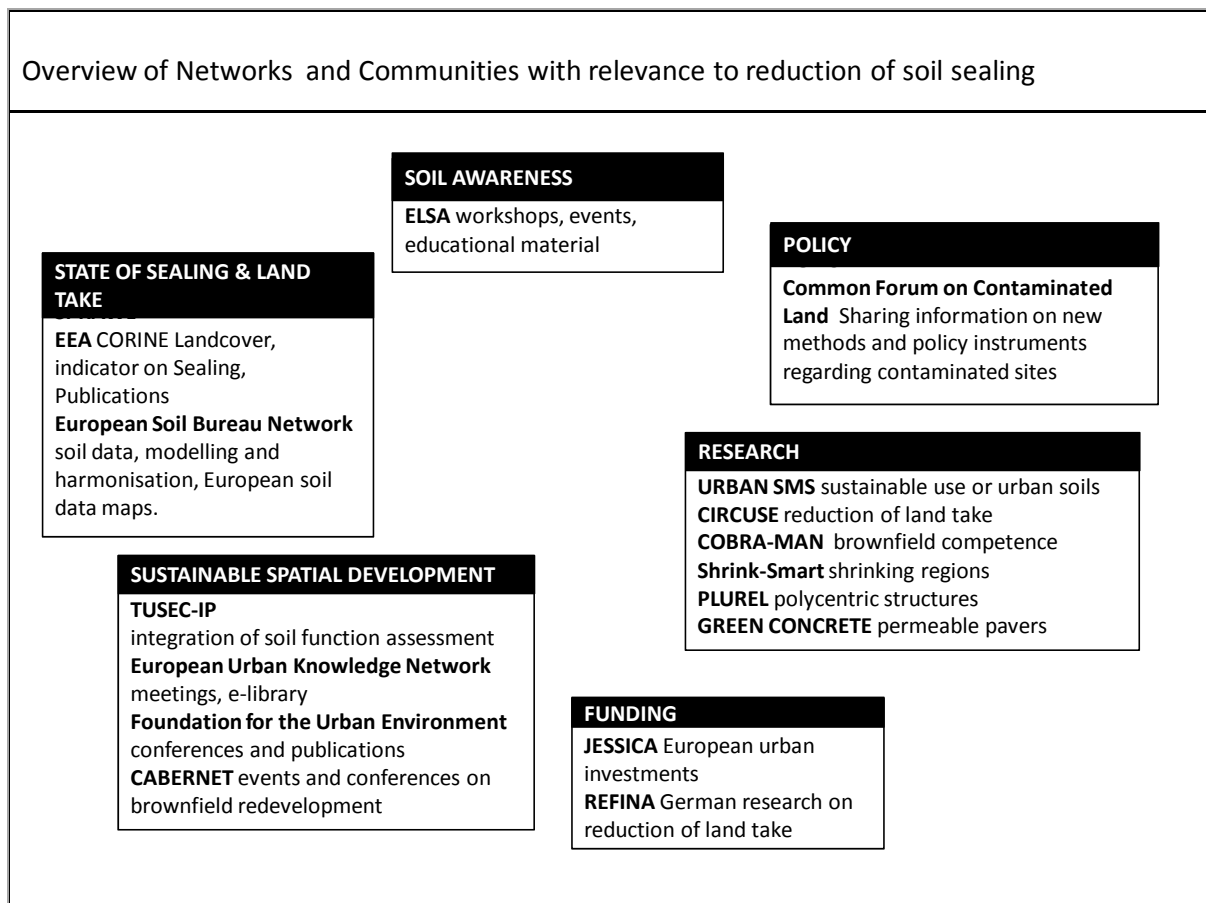 Overview of Networks and Communities with relevance to reduction of soil sealing
SOIL AWARENESS
ELSA workshops, events,
educational material
POLICY
Common Forum on Contaminated
Land Sharing information on new
methods and policy instruments
regarding contaminated sites
STATE OF SEALING & LAND
TAKE
EEA CORINE Landcover,
indicator on Sealing,
Publications
European Soil Bureau Network
soil data, modelling and
harmonisation, European soil
data maps.
RESEARCH
URBAN SMS sustainable use or urban soils
CIRCUSE reduction of land take
COBRA-MAN brownfield competence
Shrink-Smart shrinking regions
PLUREL polycentric structures
GREEN CONCRETE permeable pavers
SUSTAINABLE SPATIAL DEVELOPMENT
TUSEC-IP
integration of soil function assessment
European Urban Knowledge Network
meetings, e-library
Foundation for the Urban Environment
conferences and publications
CABERNET events and conferences on
brownfield redevelopment
FUNDING
JESSICA European urban
investments
REFINA German research on
reduction of land take